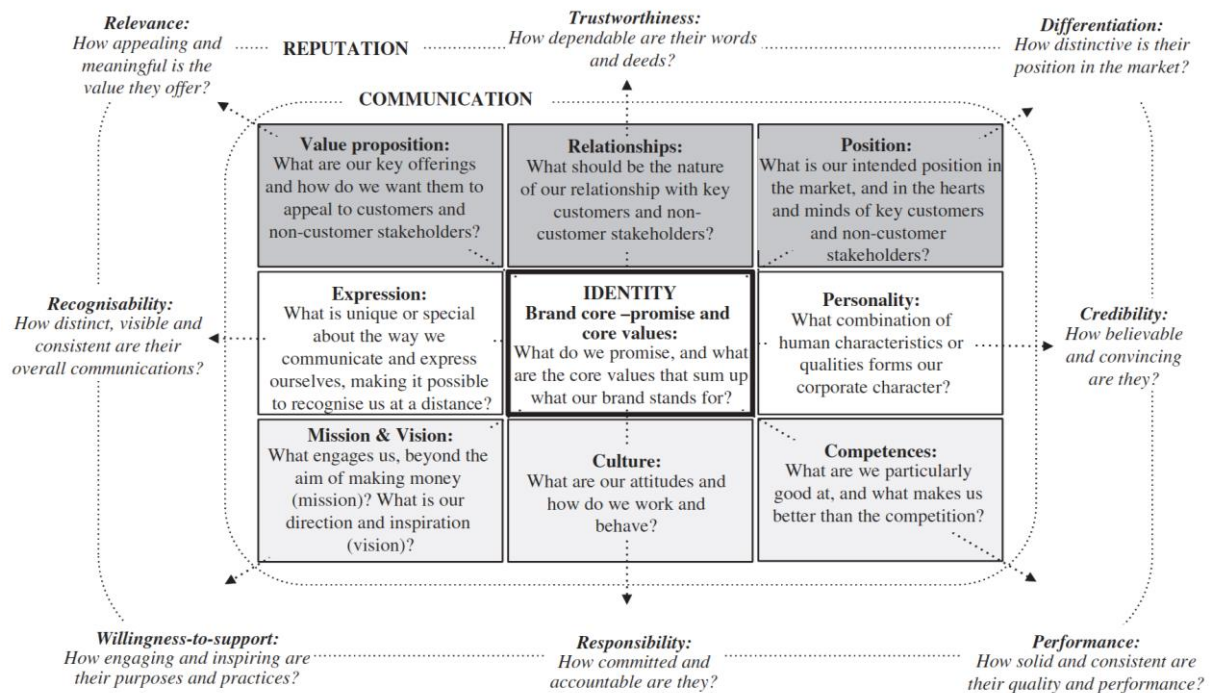 Relevance:
How appealing and
meaningful is the
value they offer?
REPUTATION
Trustworthiness:
How dependable are their words
and deeds?
Differentiation:
How distinctive is their
position in the market?
COMMUNICATION
Value proposition:
What are our key offerings
and how do we want them to
appeal to customers and
non-customer stakeholders?
Relationships:
What should be the nature
of our relationship with key
customers and non-
customer stakeholders?
Position:
What is our intended position in
the market, and in the hearts
and minds of key customers
and non-customer
stakeholders?
Recognisability:
How distinct, visible and
consistent are their
overall communications?
Expression:
What is unique or special
about the way we
communicate and express
ourselves, making it possible
to recognise us at a distance?
IDENTITY
Brand core –promise and
core values:
What do we promise, and what
are the core values that sum up
what our brand stands for?
Personality:
What combination of
human characteristics or
qualities forms our
corporate character?
Credibility:
How believable
and convincing
are they?
Mission & Vision:
What engages us, beyond the
aim of making money
(mission)? What is our
direction and inspiration
(vision)?
Culture:
What are our attitudes and
how do we work and
behave?
Competences:
What are we particularly
good at, and what makes us
better than the competition?
Willingness-to-support:
How engaging and inspiring are
their purposes and practices?
Responsibility:
How committed and
accountable are they?
Performance:
How solid and consistent are
their quality and performance?